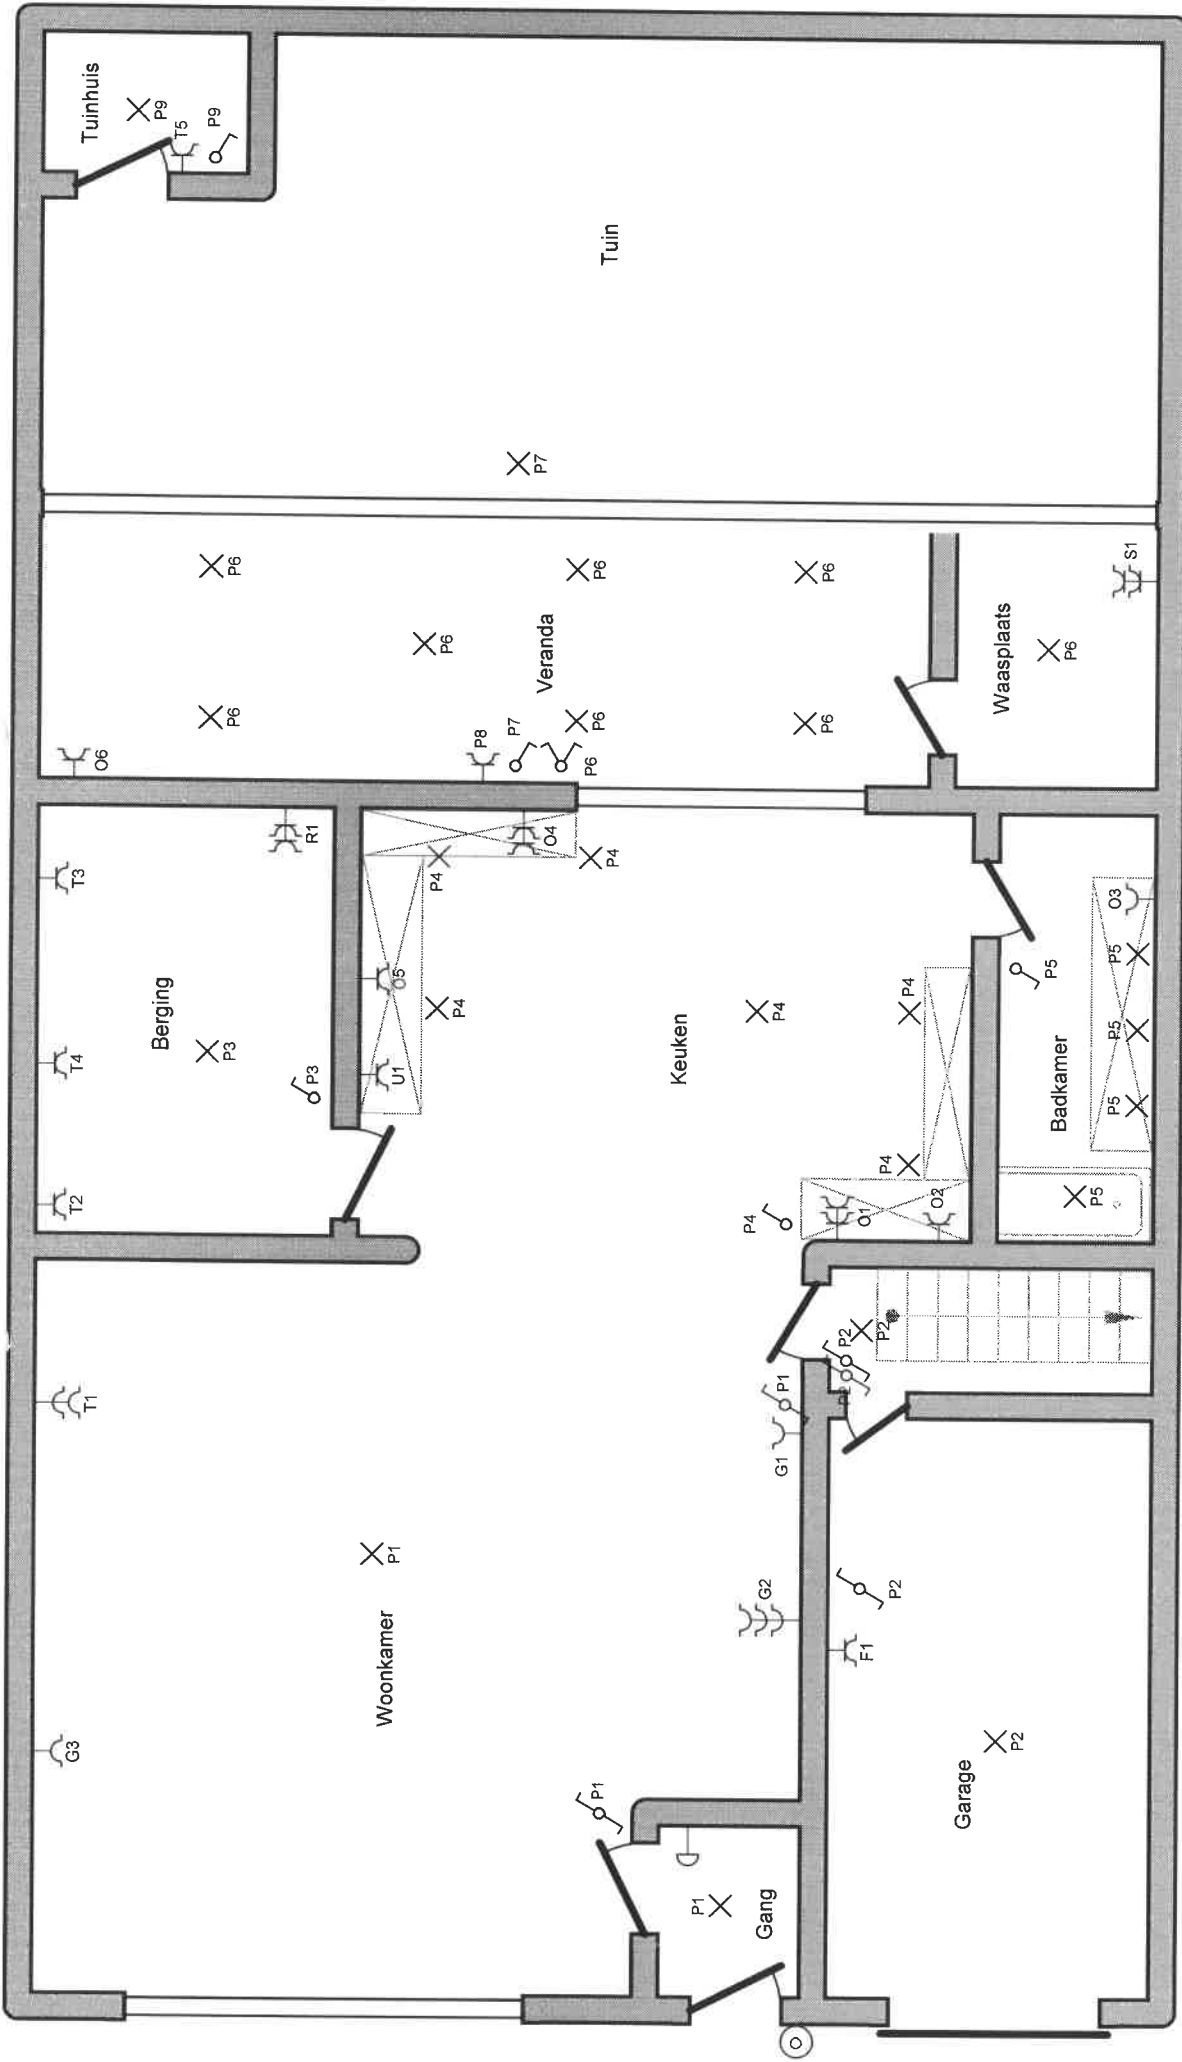 Tuinhuis
P9
T5
P9
Tuin
P7
P6
P6
P6
P6
Veranda
P6
P6
P6
P7
P6
P8
O6
Waasplaats
P6
S1
R1
T3
T4
T2
Berging
P3
P3
O4
P4
P4
O5
P4
U1
Keuken
P4
P4
P4
P4
O1
O2
Badkamer
P5
O3
P5
P5
P5
P5
T1
P2
P2
P2
P1
G1
Woonkamer
P1
G2
G3
P1
P2
F1
Garage
P2
Gang
P1